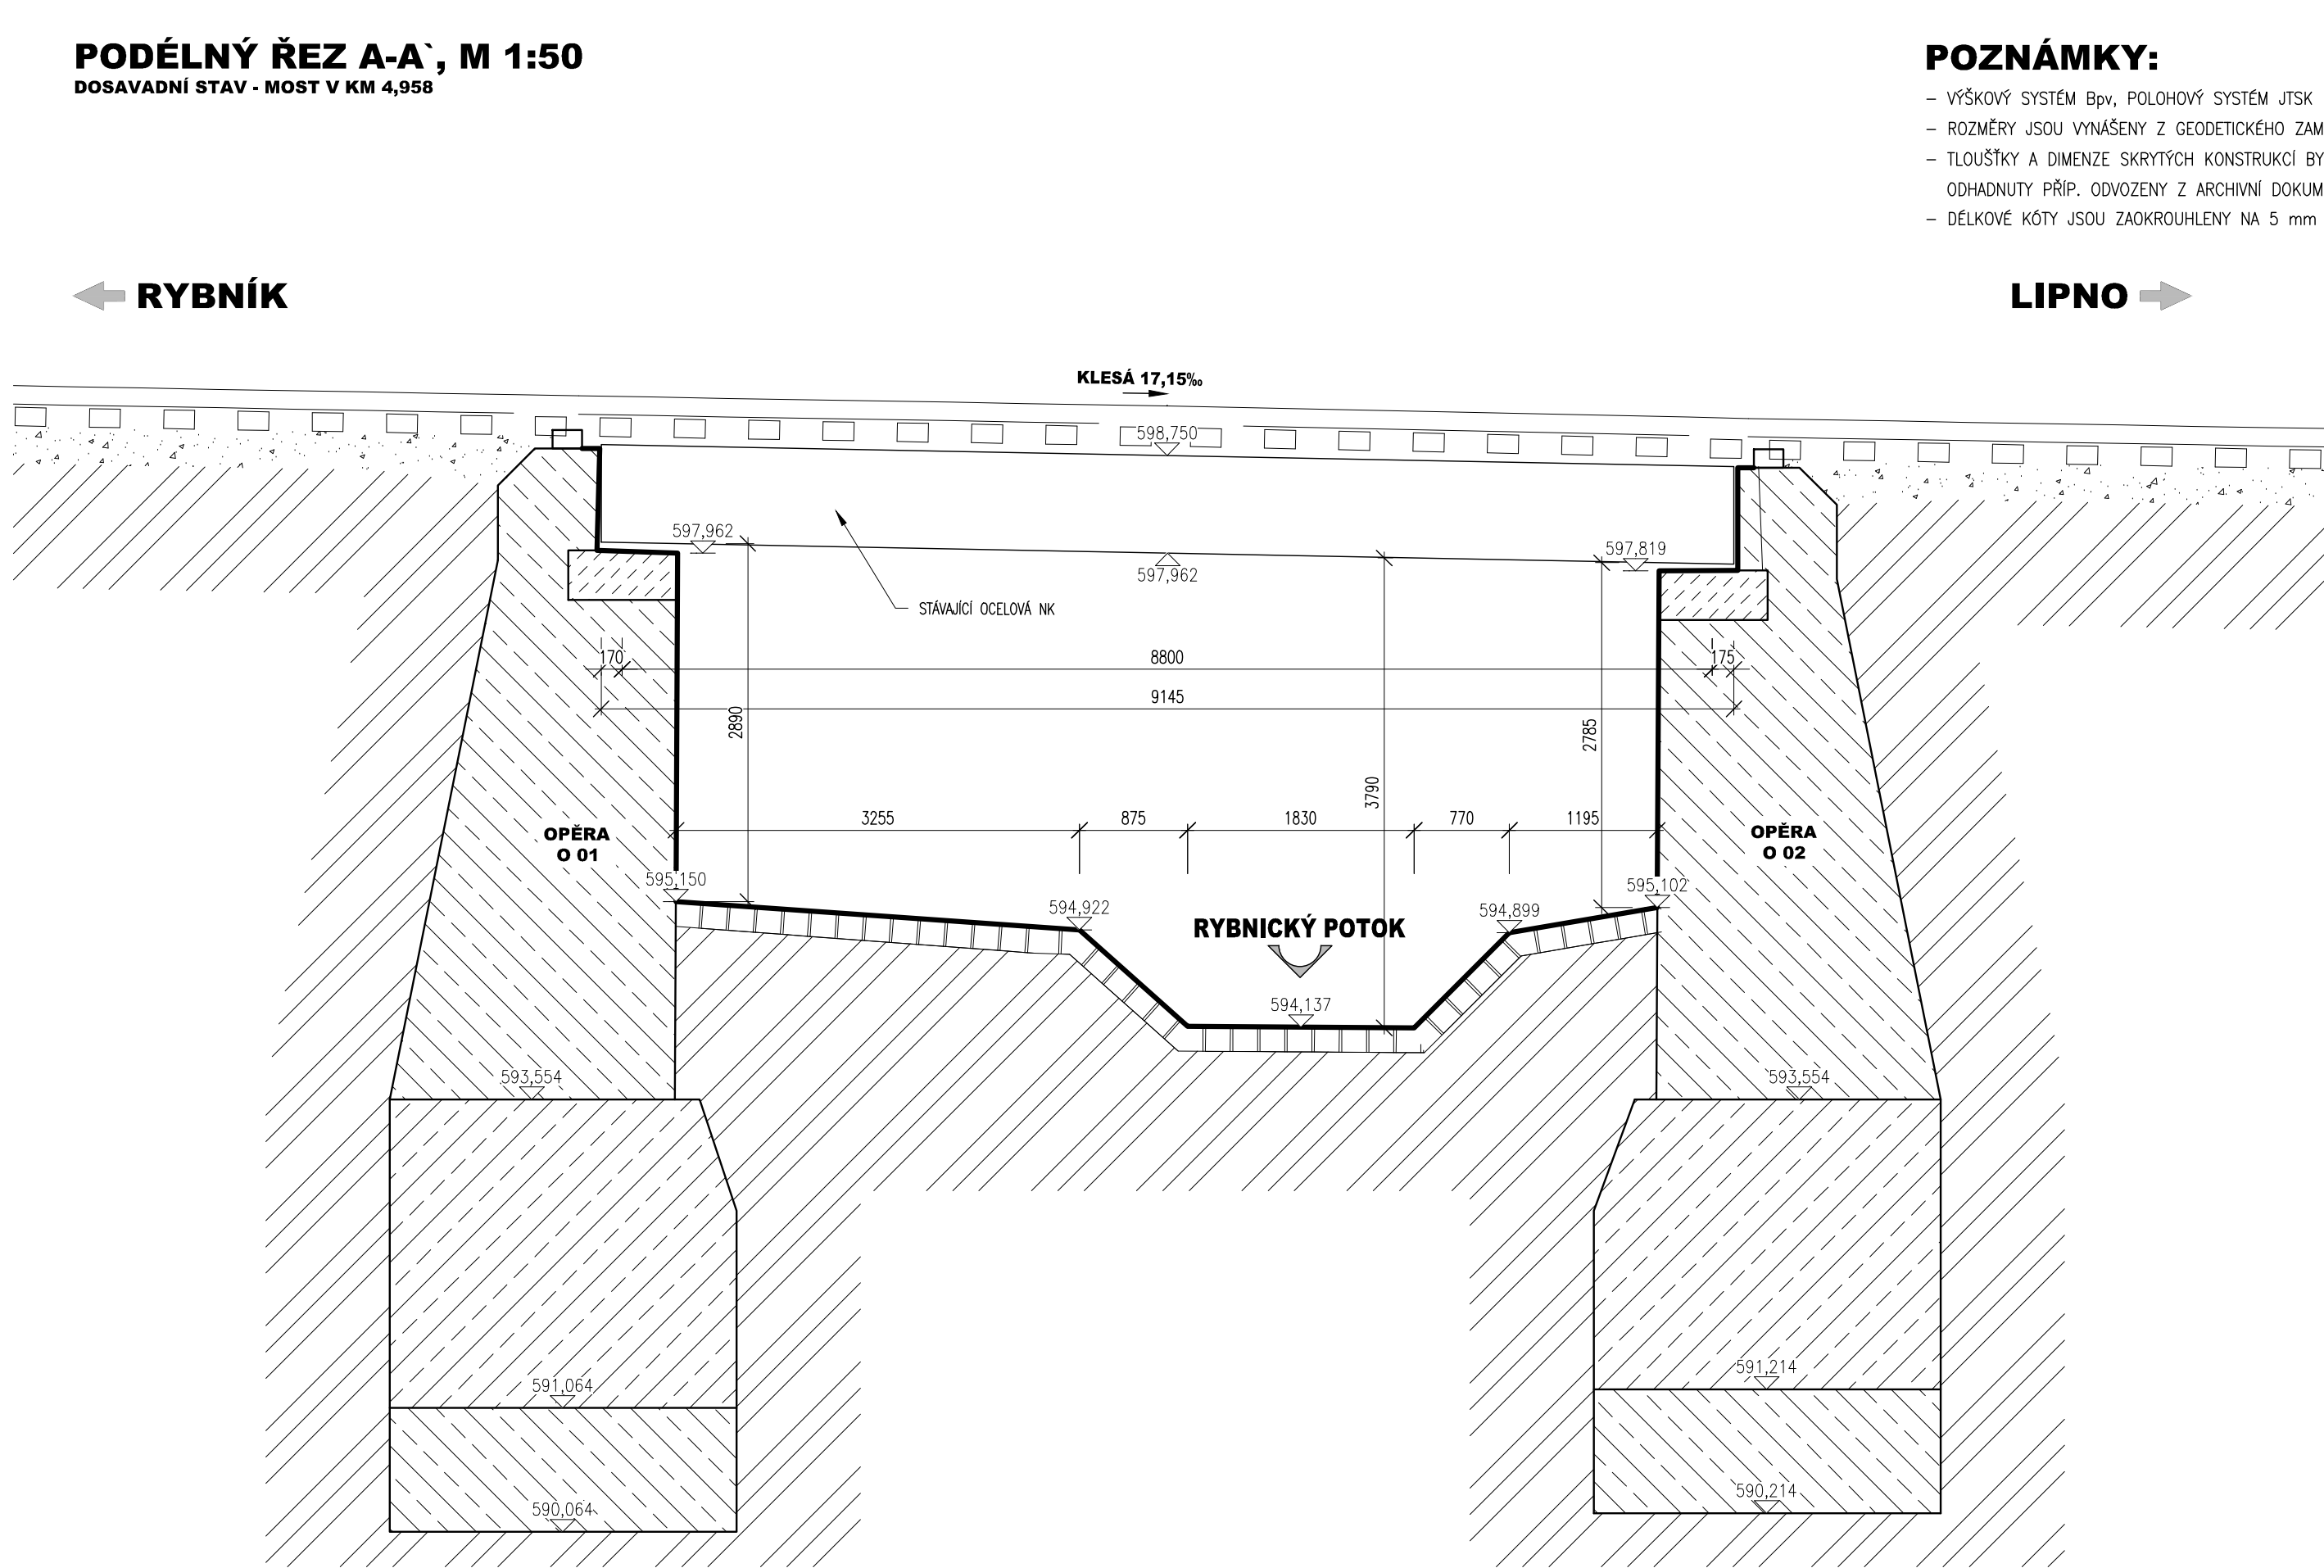 PODÉLNÝ ŘEZ A-A`, M 1:50
DOSAVADNÍ STAV - MOST V KM 4,958
POZNÁMKY:
– VÝŠKOVÝ SYSTÉM Bpv, POLOHOVÝ SYSTÉM JTSK
– ROZMĚRY JSOU VYNÁŠENY Z GEODETICKÉHO ZAM
– TLOUŠŤKY A DIMENZE SKRYTÝCH KONSTRUKCÍ BY
ODHADNUTY PŘÍP. ODVOZENY Z ARCHIVNÍ DOKUM
– DÉLKOVÉ KÓTY JSOU ZAOKROUHLENY NA 5 mm
RYBNÍK
LIPNO
KLESÁ 17,15‰
598,750
597,962
597,819
597,962
STÁVAJÍCÍ OCELOVÁ NK
170
8800
175
9145
2890
2785
3790
3255
875
1830
770
1195
OPĚRA
O 01
OPĚRA
O 02
595,150
595,102
594,922
594,899
RYBNICKÝ POTOK
594,137
593,554
593,554
591,064
591,214
590,064
590,214